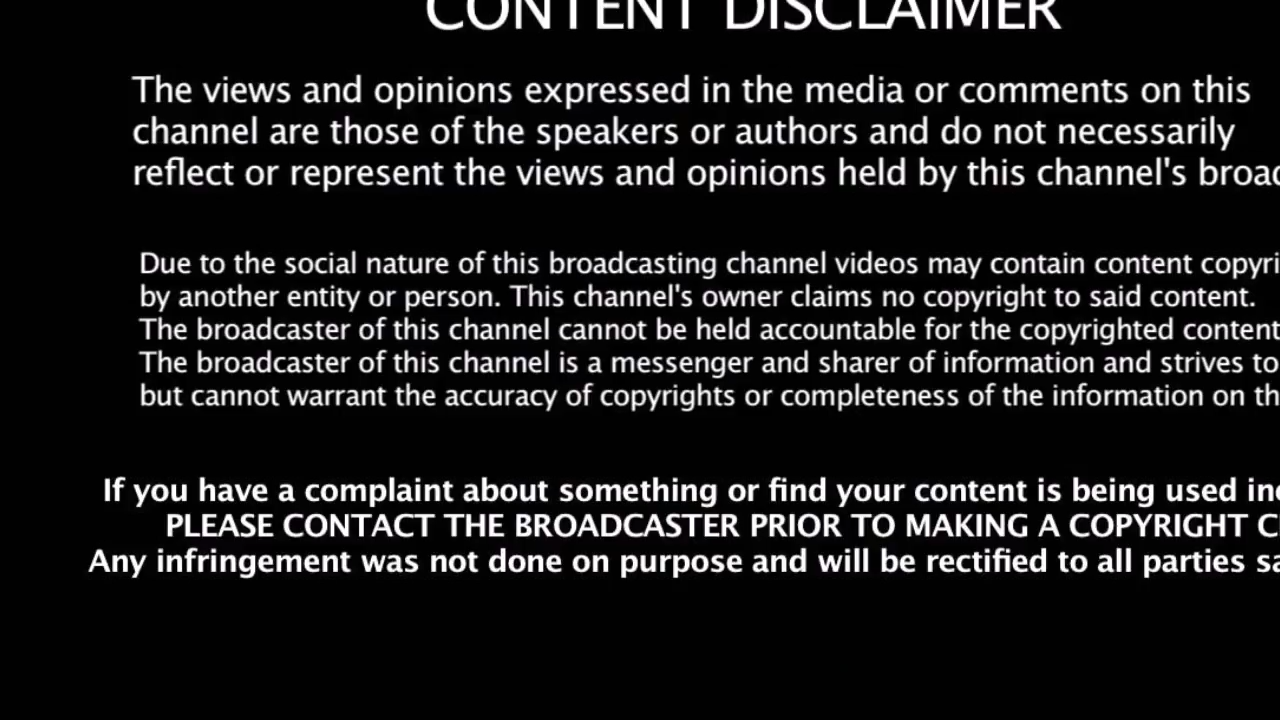 CONTENT DISCLAIMER
The views and opinions expressed in the media or comments on this
channel are those of the speakers or authors and do not necessarily
reflect or represent the views and opinions held by this channel's
Due to the social nature of this broadcasting channel videos may contain content
by another entity or person. This channel's owner claims no copyright to said content.
The broadcaster of this channel cannot be held accountable for the copyrighted content
The broadcaster of this channel is a messenger and sharer of information and strives to
but cannot warrant the accuracy of copyrights or completeness of the information on
If you have a complaint about something or find your content is being used
PLEASE CONTACT THE BROADCASTER PRIOR TO MAKING A COPYRIGHT
Any infringement was not done on purpose and will be rectified to all parties